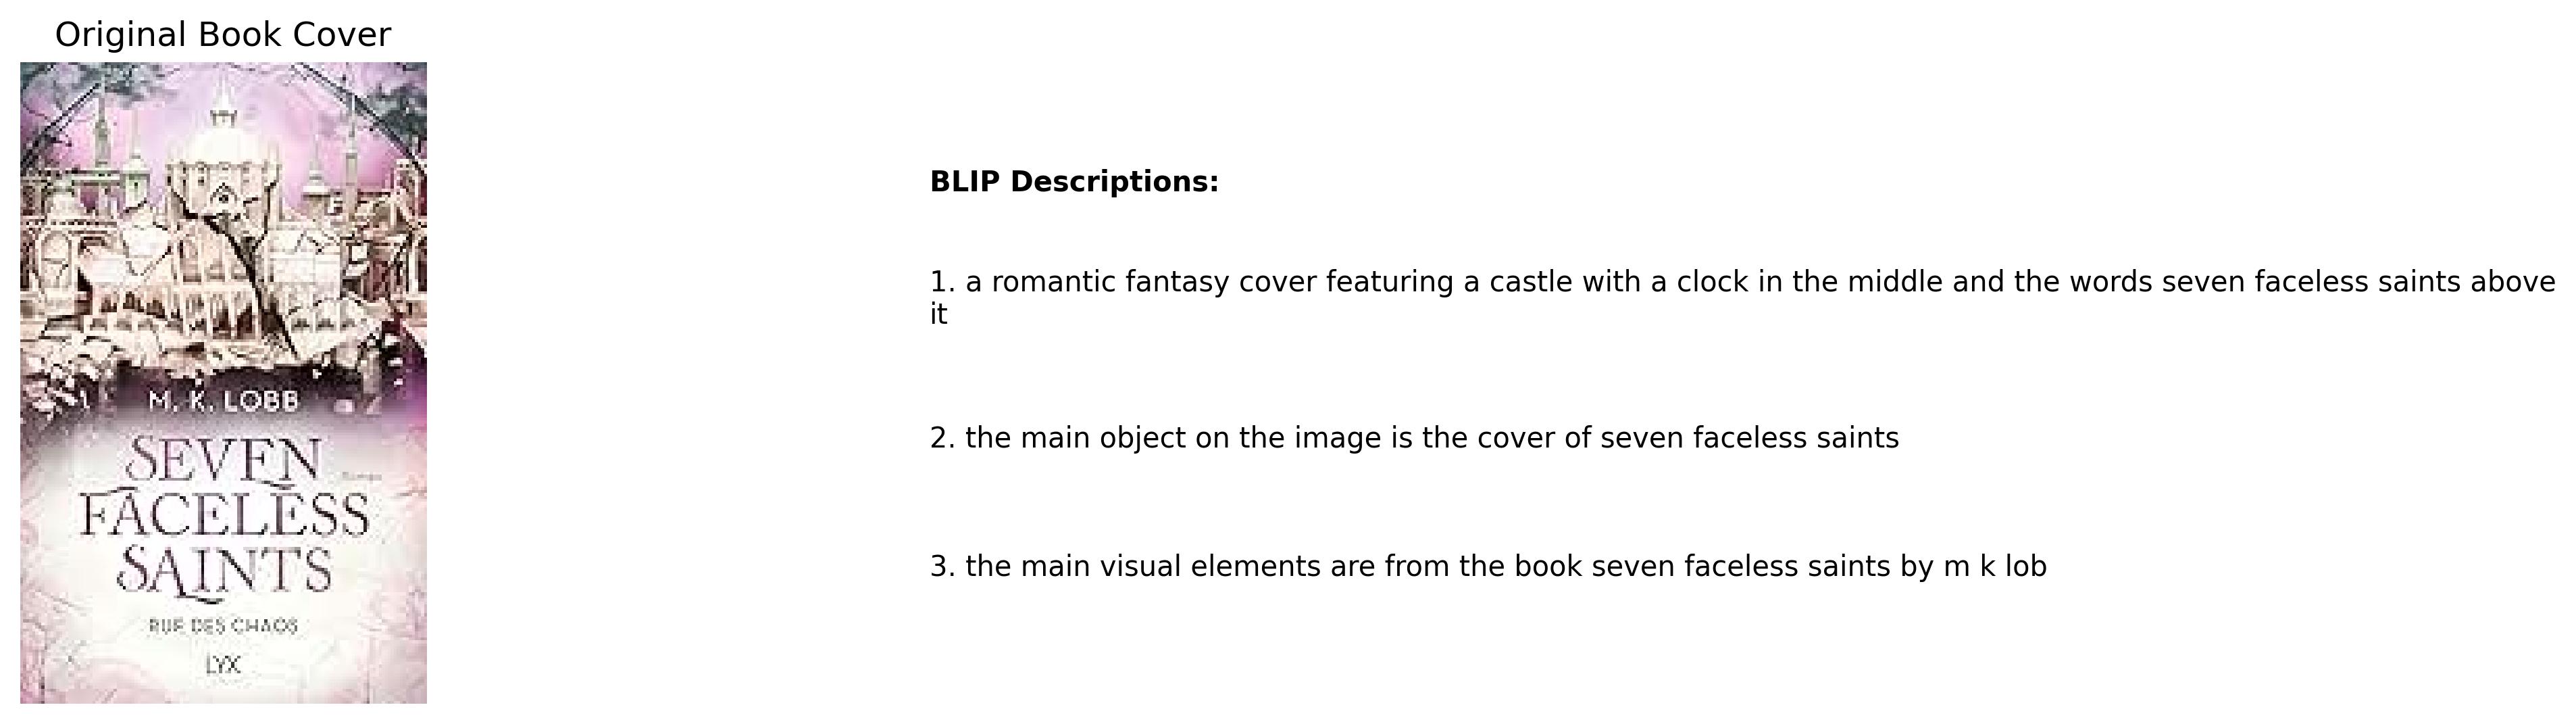 Original Book Cover
M. K. LOBB
SEVEN
FACELESS
SAINTS
RUF DES CHAOS
LYX
BLIP Descriptions:
1. a romantic fantasy cover featuring a castle with a clock in the middle and the words seven faceless saints above
it
2. the main object on the image is the cover of seven faceless saints
3. the main visual elements are from the book seven faceless saints by m k lob